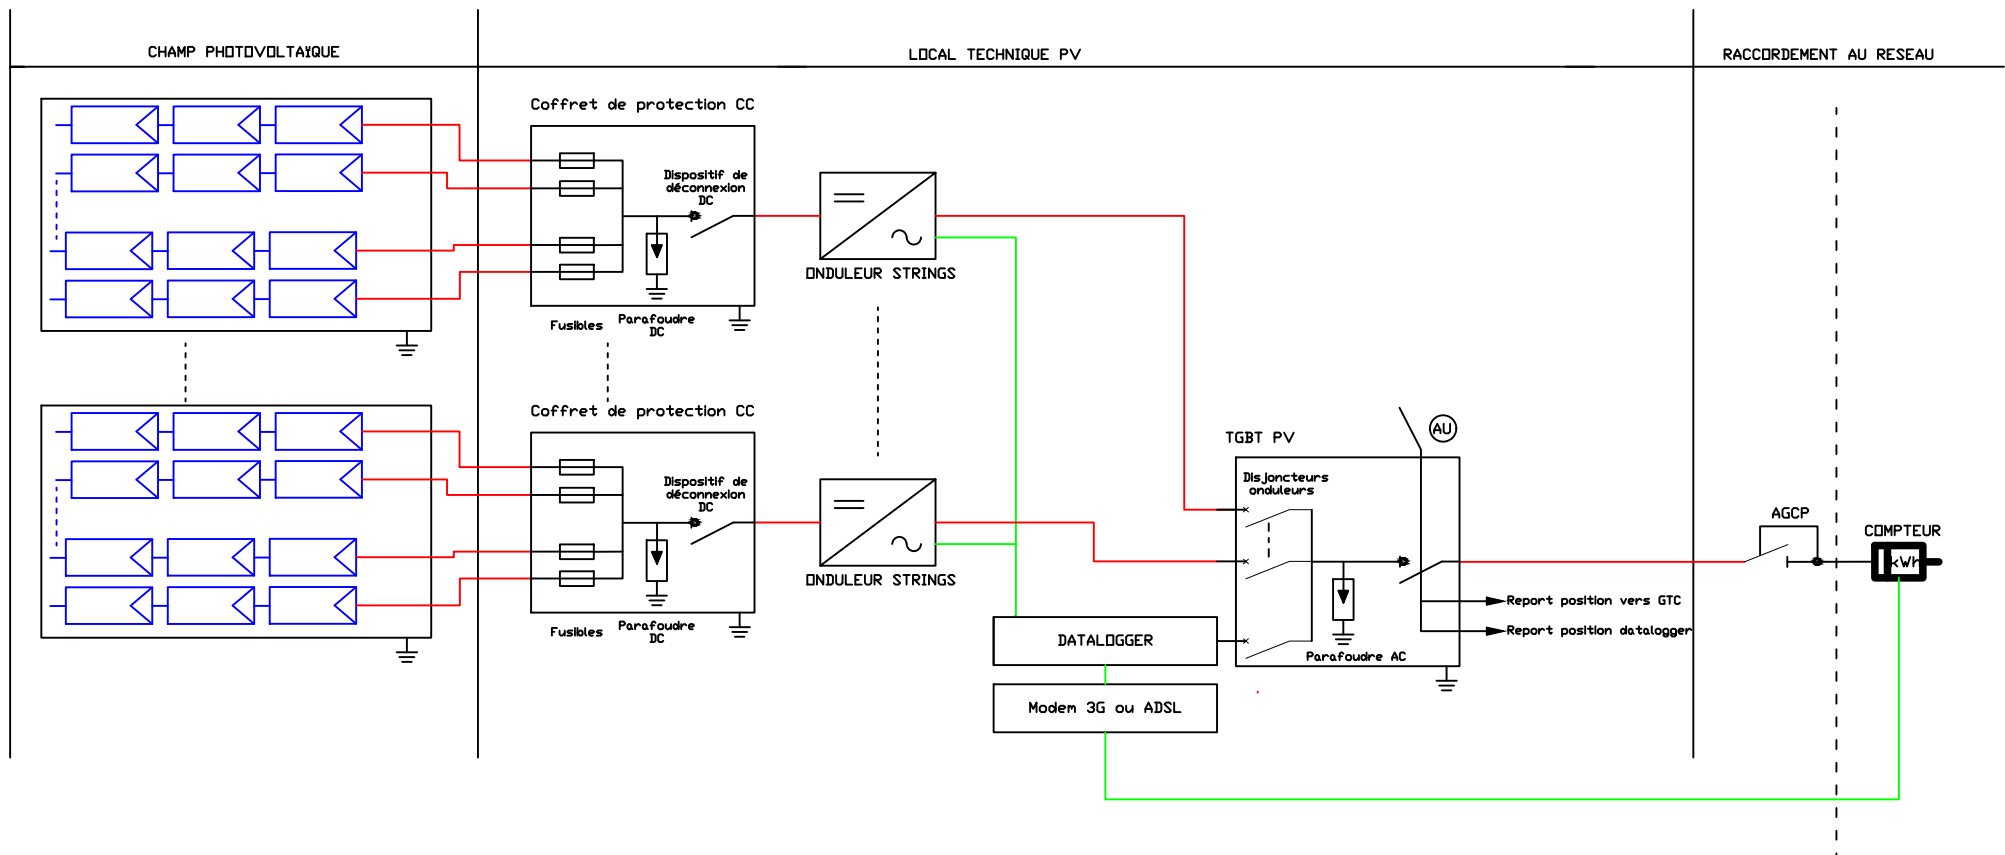 CHAMP PHOTOVOLTAÏQUE
LOCAL TECHNIQUE PV
RACCORDEMENT AU RESEAU
Coffret de protection CC
Dispositif de
déconnexion
DC
ONDULEUR STRINGS
Fusibles
Parafoudre
DC
Coffret de protection CC
Dispositif de
déconnexion
DC
ONDULEUR STRINGS
Fusibles
Parafoudre
DC
TGBT PV
AU
Disjoncteurs
onduleurs
AGCP
COMPTEUR
kWh
Report position vers GTC
Report position datalogger
Parafoudre AC
DATALOGGER
Modem 3G ou ADSL